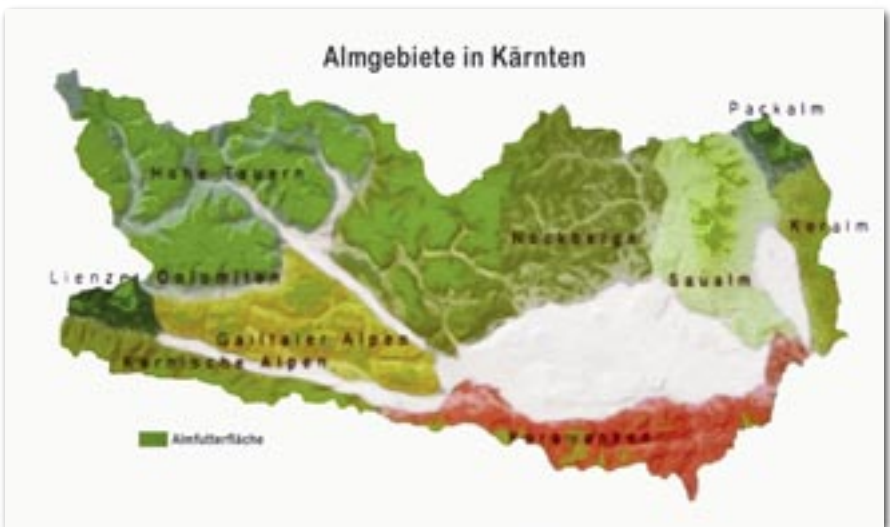 Almgebiete in Kärnten
Packalm
Hohe Tauern
Koralm
Nockberge
Lienzer Dolomiten
Saualm
Gailtaler Alpen
Karnische Alpen
Karawanken
Almfutterfläche